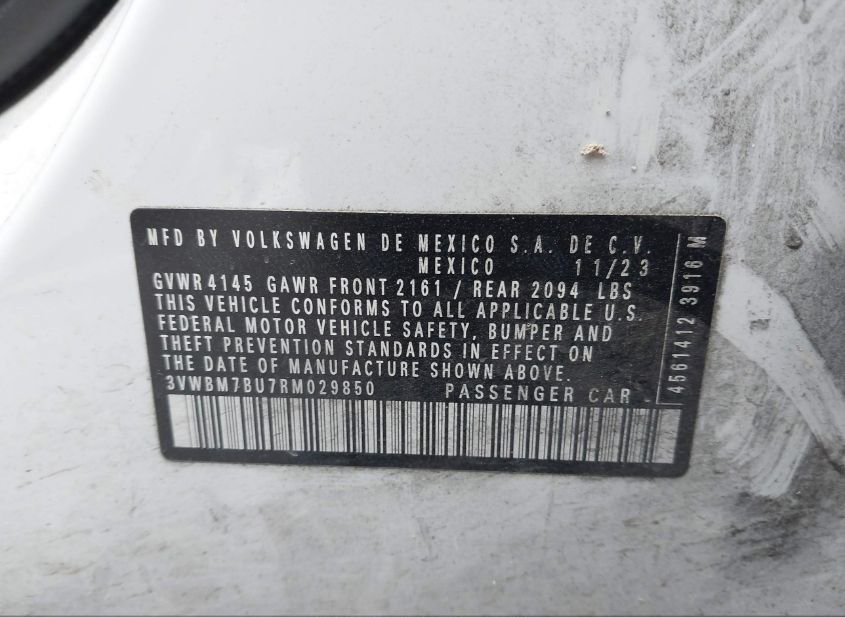 MFD BY VOLKSWAGEN DE MEXICO S.A. DE C.V.
MEXICO 11/23
GVWR 4145 GAWR FRONT 2161 / REAR 2094 LBS
THIS VEHICLE CONFORMS TO ALL APPLICABLE U.S.
FEDERAL MOTOR VEHICLE SAFETY, BUMPER AND
THEFT PREVENTION STANDARDS IN EFFECT ON
THE DATE OF MANUFACTURE SHOWN ABOVE.
3VWBM7BU7RM029850 PASSENGER CAR
4561412 3916 M